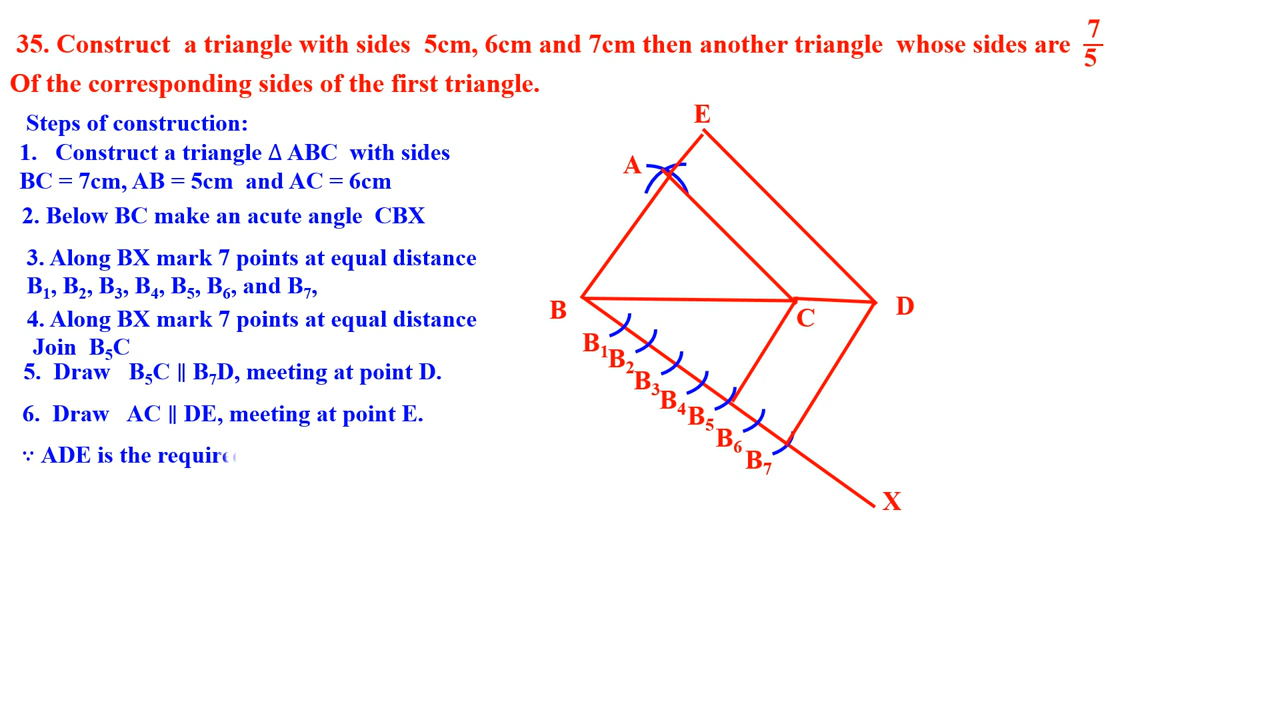 35. Construct a triangle with sides 5cm, 6cm and 7cm then another triangle whose sides are 7/5
Of the corresponding sides of the first triangle.
Steps of construction:
1. Construct a triangle ∆ ABC with sides
BC = 7cm, AB = 5cm and AC = 6cm
2. Below BC make an acute angle CBX
3. Along BX mark 7 points at equal distance
B₁, B₂, B₃, B₄, B₅, B₆, and B₇,
4. Along BX mark 7 points at equal distance
Join B₅C
5. Draw B₅C ∥ B₇D, meeting at point D.
6. Draw AC ∥ DE, meeting at point E.
∵ ADE is the
E
A
B
C
D
B₁
B₂
B₃
B₄
B₅
B₆
B₇
X